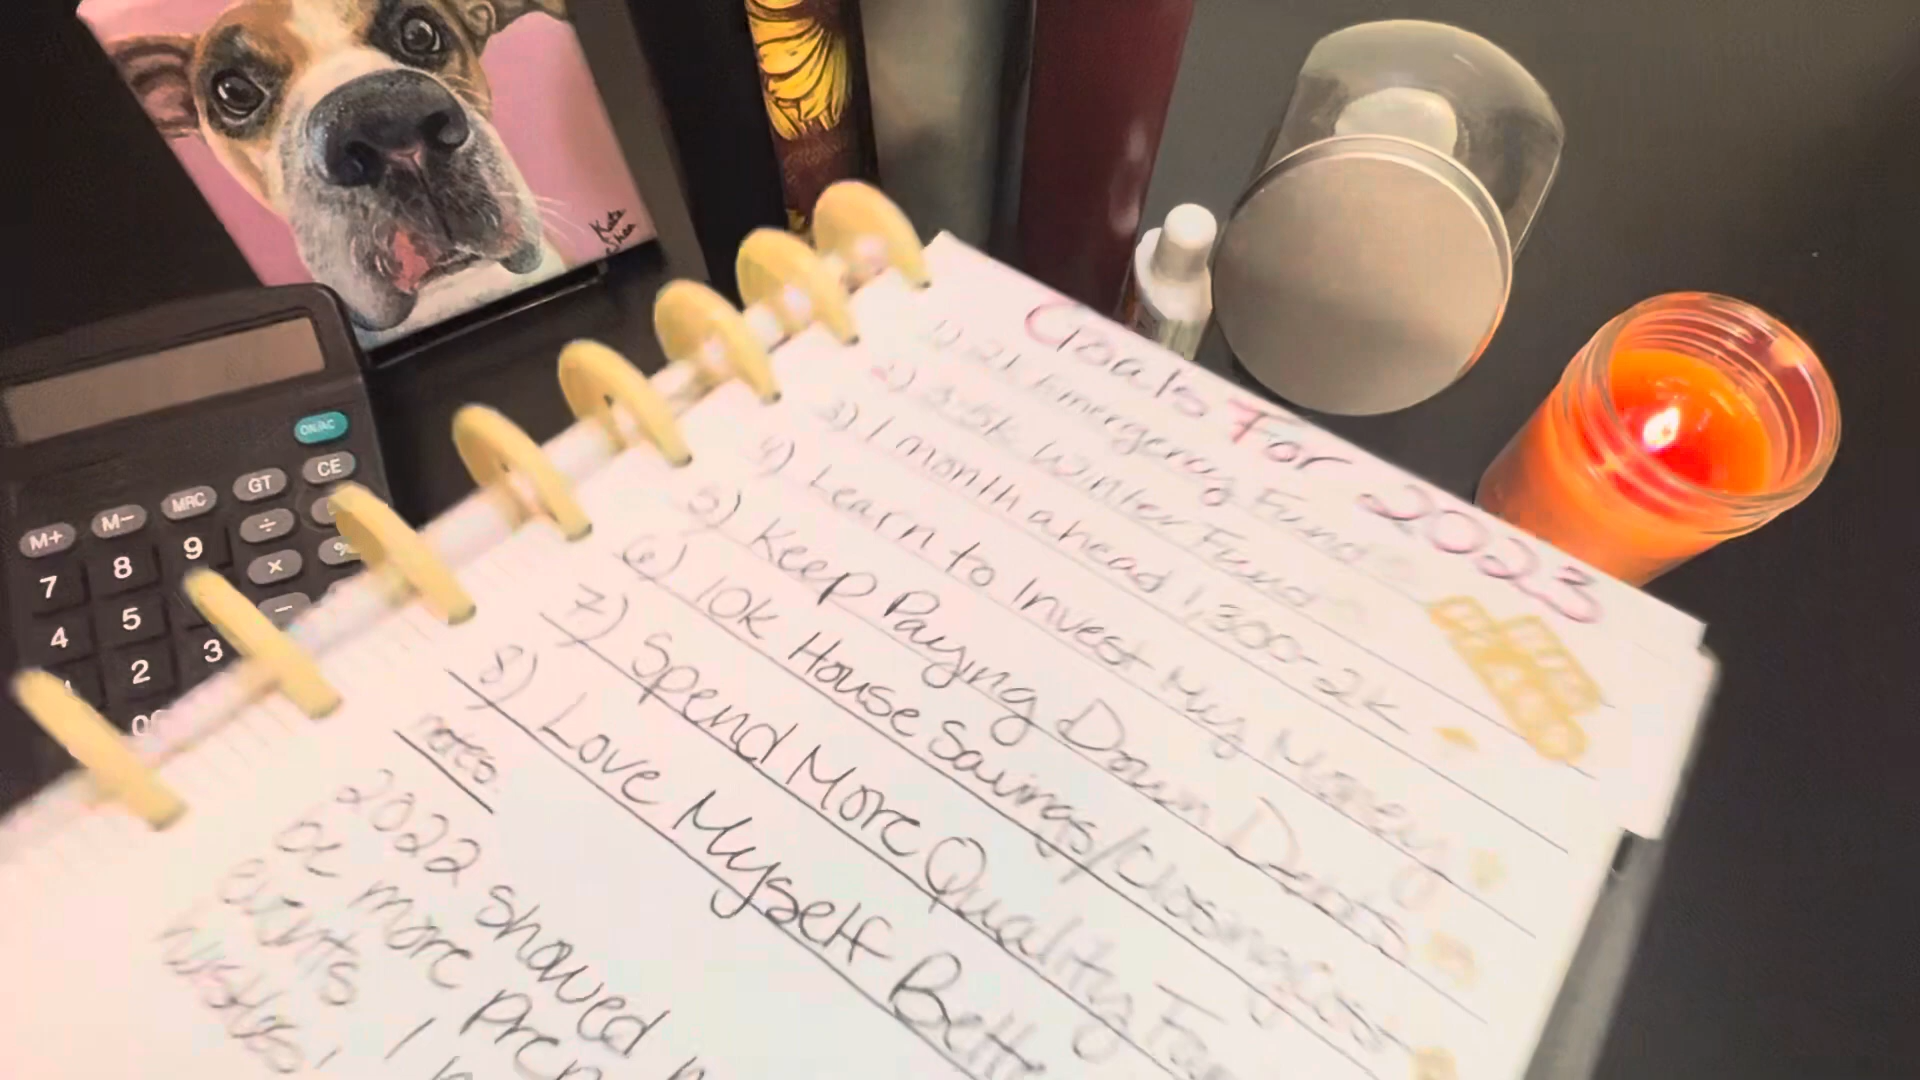 Goals For 2023
1) 2k Emergency Fund
2) 3.5k Winter Fund
3) 1 month ahead 1,300-2k
4) Learn to Invest My Money
5) Keep Paying Down Debts
6) 10k House Savings/Closing Cost
7) Spend More Quality
8) Love Myself
notes:
2022 showed
be more
events I
hustles!
Kate
ON/AC
CE
GT
MRC
M-
M+
÷
9
8
7
×
%
5
4
-
3
2